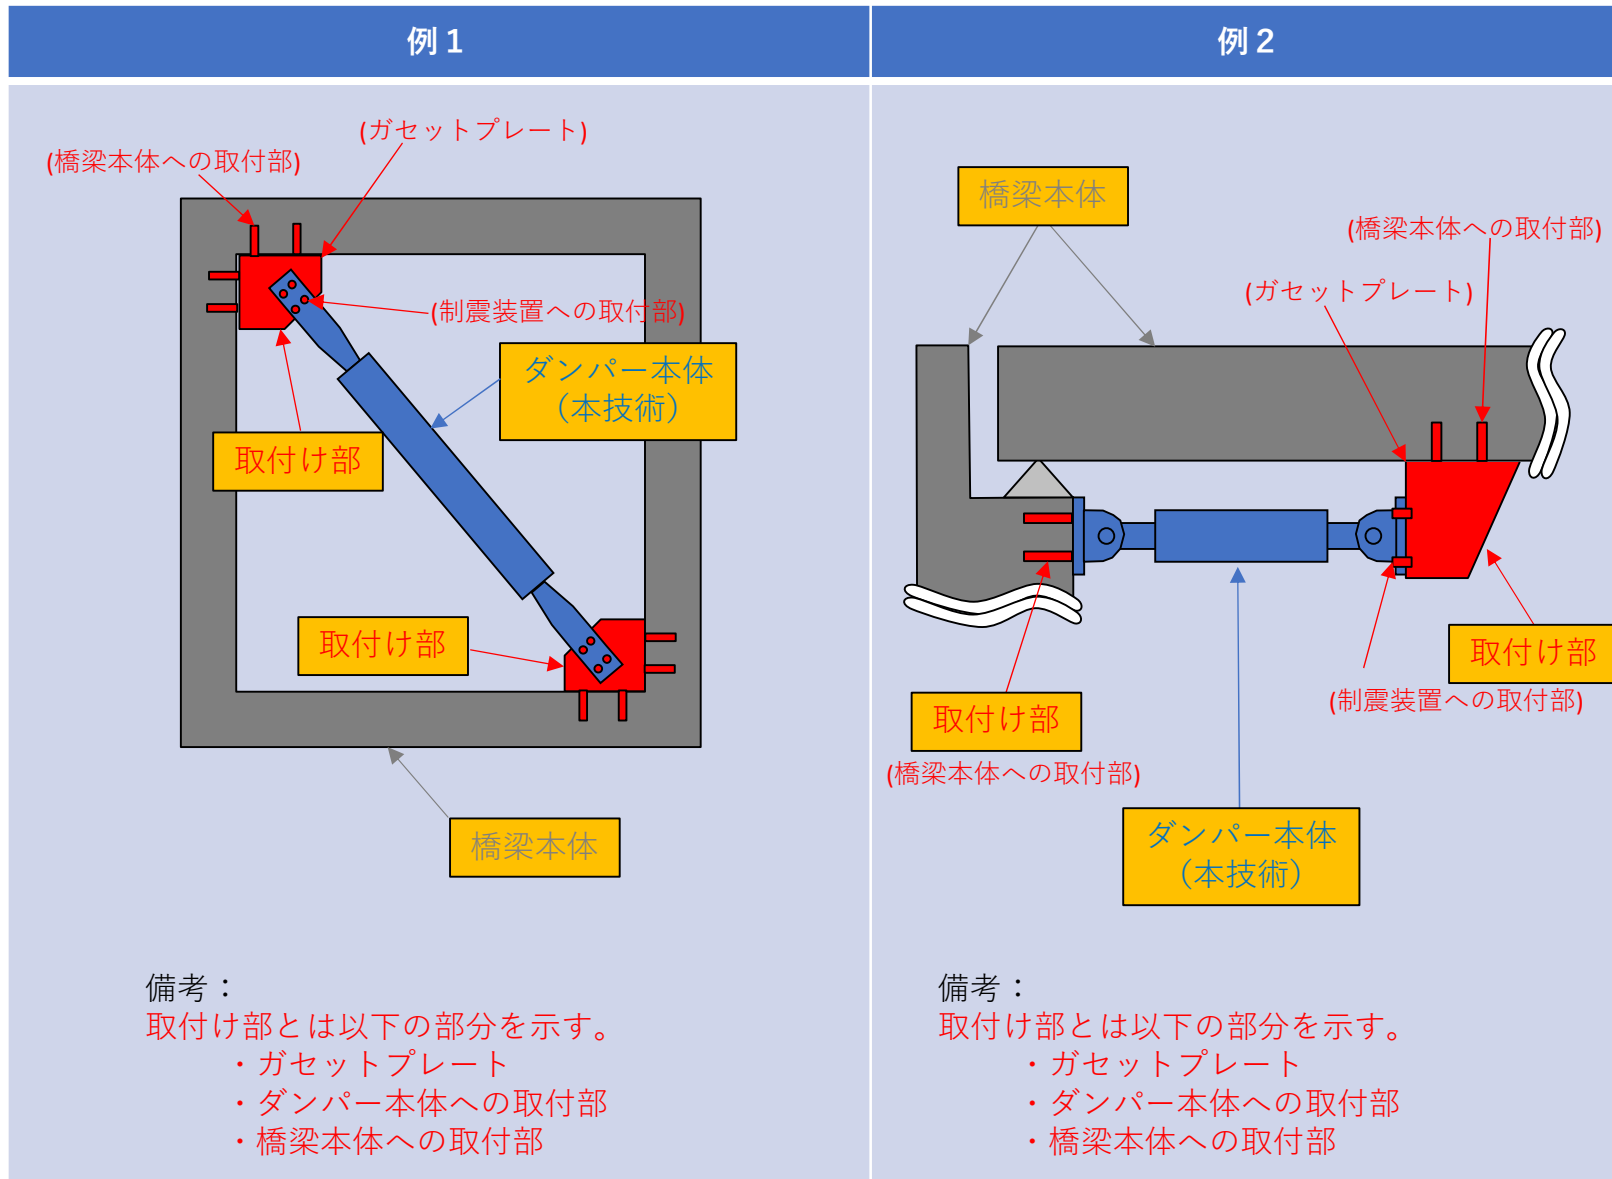 例1
例2
(ガセットプレート)
(橋梁本体への取付部)
(制震装置への取付部)
ダンパー本体
（本技術）
取付け部
取付け部
橋梁本体
備考：
取付け部とは以下の部分を示す。
・ガセットプレート
・ダンパー本体への取付部
・橋梁本体への取付部
橋梁本体
(橋梁本体への取付部)
(ガセットプレート)
取付け部
(制震装置への取付部)
取付け部
(橋梁本体への取付部)
ダンパー本体
（本技術）
備考：
取付け部とは以下の部分を示す。
・ガセットプレート
・ダンパー本体への取付部
・橋梁本体への取付部